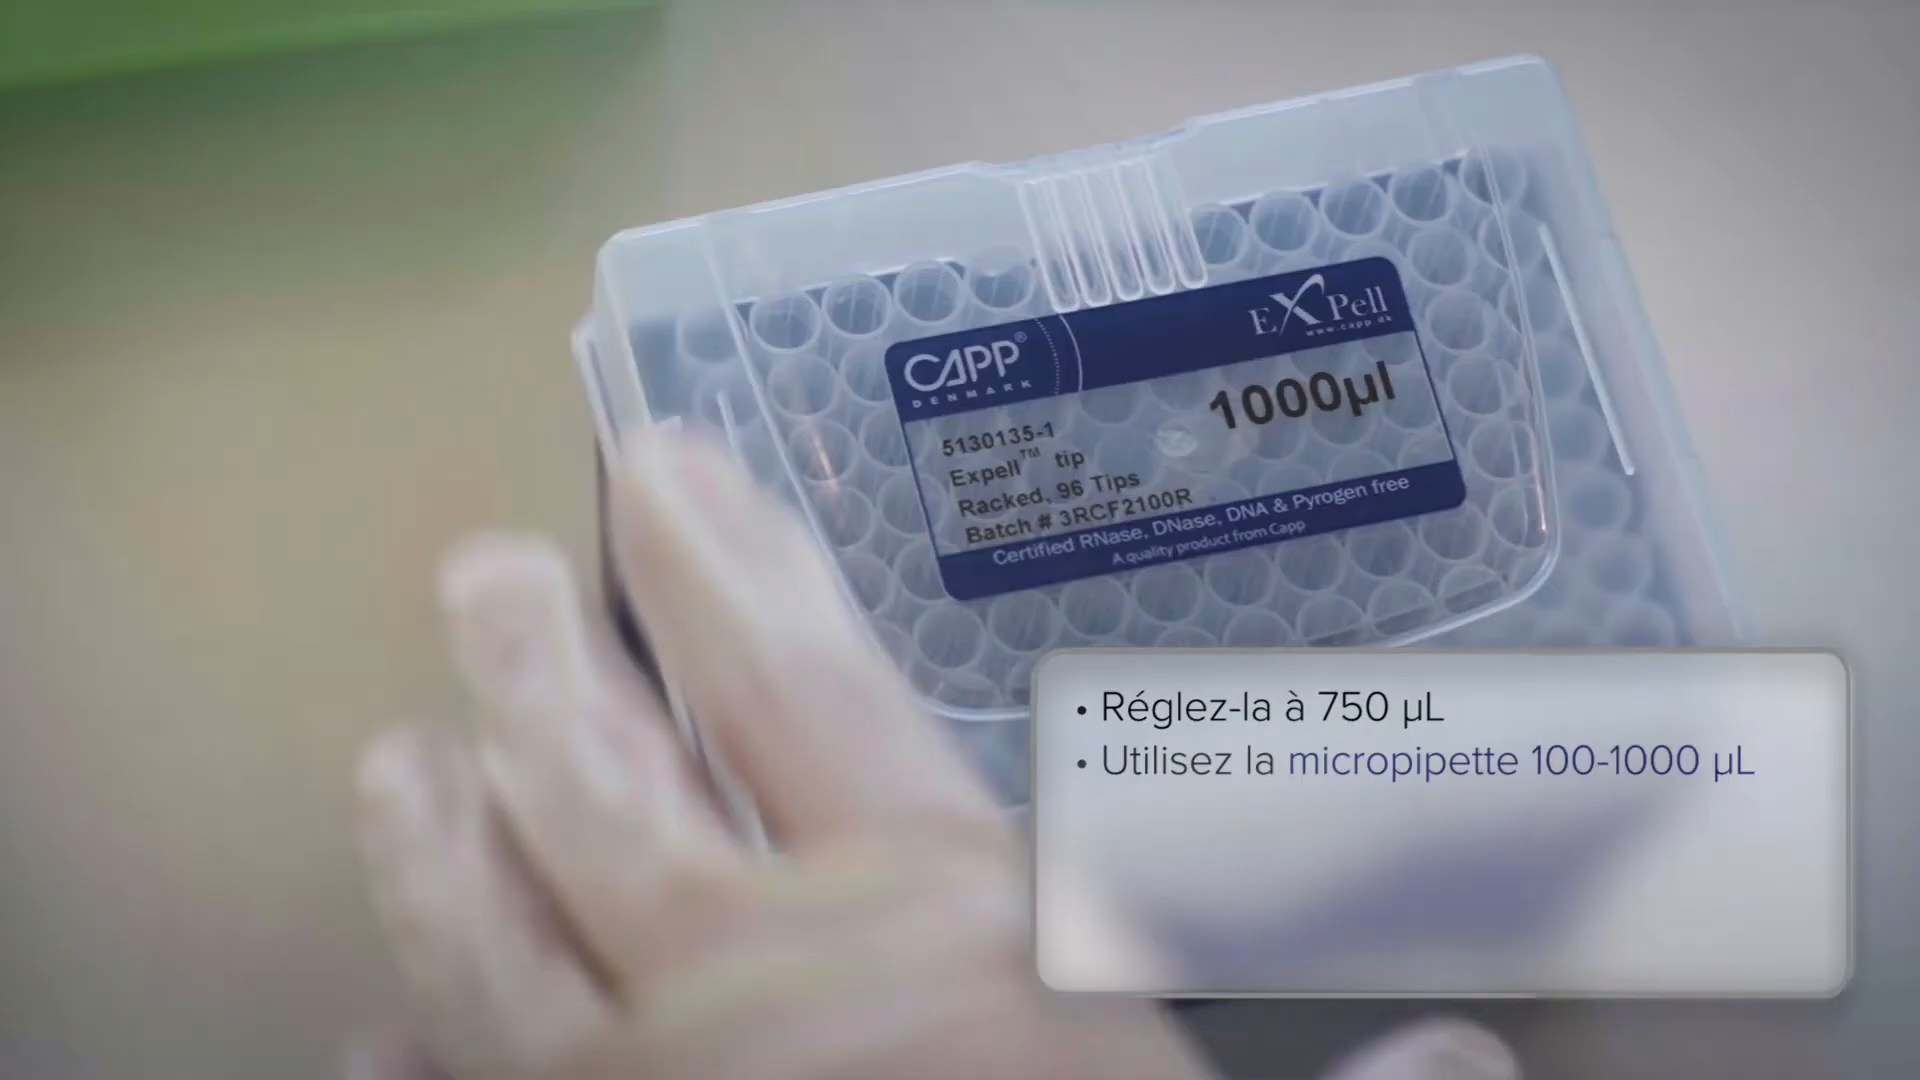 CAPP®
DENMARK
EXPell
www.capp.dk
1000µl
5130135-1
Expell™ tip
Racked, 96 Tips
Batch # 3RCF2100R
Certified RNase, DNase, DNA & Pyrogen free
A quality product from Capp
• Réglez-la à 750 µL
• Utilisez la micropipette 100-1000 µL